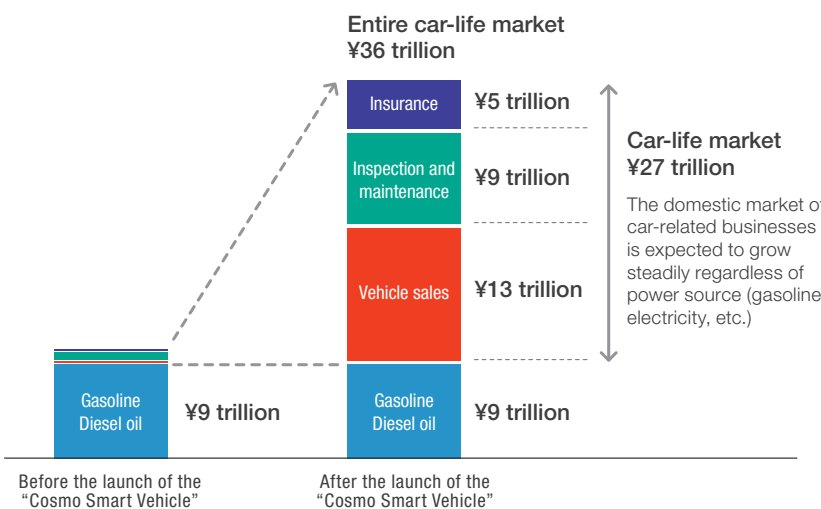 Entire car-life market
¥36 trillion
Insurance
¥5 trillion
Inspection and
maintenance
¥9 trillion
Vehicle sales
¥13 trillion
Gasoline
Diesel oil
¥9 trillion
Gasoline
Diesel oil
¥9 trillion
Car-life market
¥27 trillion
The domestic market of
car-related businesses
is expected to grow
steadily regardless of
power source (gasoline
electricity, etc.)
Before the launch of the
“Cosmo Smart Vehicle”
After the launch of the
“Cosmo Smart Vehicle”